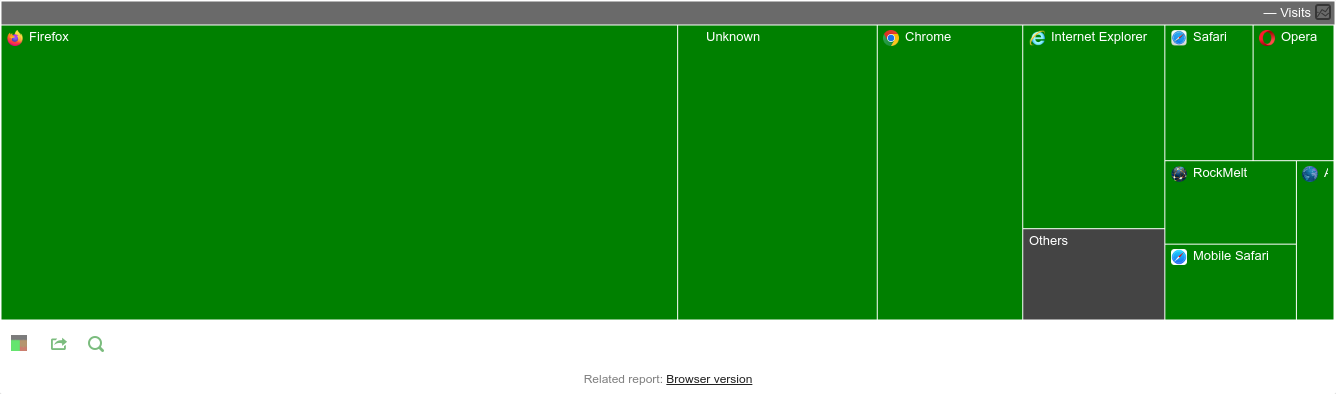 — Visits
Firefox
Unknown
Chrome
Internet Explorer
Safari
Opera
RockMelt
Others
Mobile Safari
Related report: Browser version